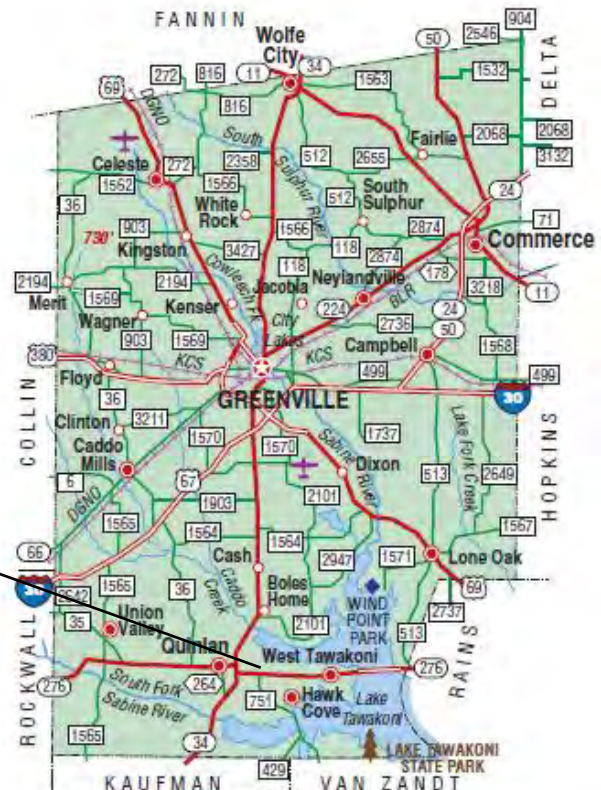 FANNIN
904
Wolfe
City
50
2546
272
816
11
34
1563
1532
DELTA
69
DGNO
816
South
Fairlie
2068
2068
Celeste
272
2358
Sulphur River
512
2655
3132
1562
1566
South
Sulphur
24
36
White
Rock
512
71
903
1566
2874
Commerce
730'
Kingston
3427
118
2874
178
2194
2194
Cowleach Fk
118
Neylandville
BLR
3218
Merit
1569
Kenser
Jacobia
224
24
11
Wagner
City
Lakes
2736
50
903
1569
Campbell
1568
380
KCS
KCS
499
499
Floyd
GREENVILLE
30
COLLIN
36
3211
Clinton
1570
1737
Lake Fork Creek
Caddo
Mills
1570
Sabine River
HOPKINS
6
67
Dixon
513
2649
DGNO
1903
2101
1565
1564
1567
66
Cash
1564
2947
1571
Lone Oak
30
Caddo
Creek
69
2642
1565
36
Boles
Home
WIND
POINT
PARK
2737
35
Union
Valley
2101
513
RAINS
ROCKWALL
Quinlan
West Tawakoni
276
276
South Fork
Sabine River
264
751
Hawk
Cove
Lake
Tawakoni
1565
34
LAKE TAWAKONI
STATE PARK
429
KAUFMAN
VAN ZANDT